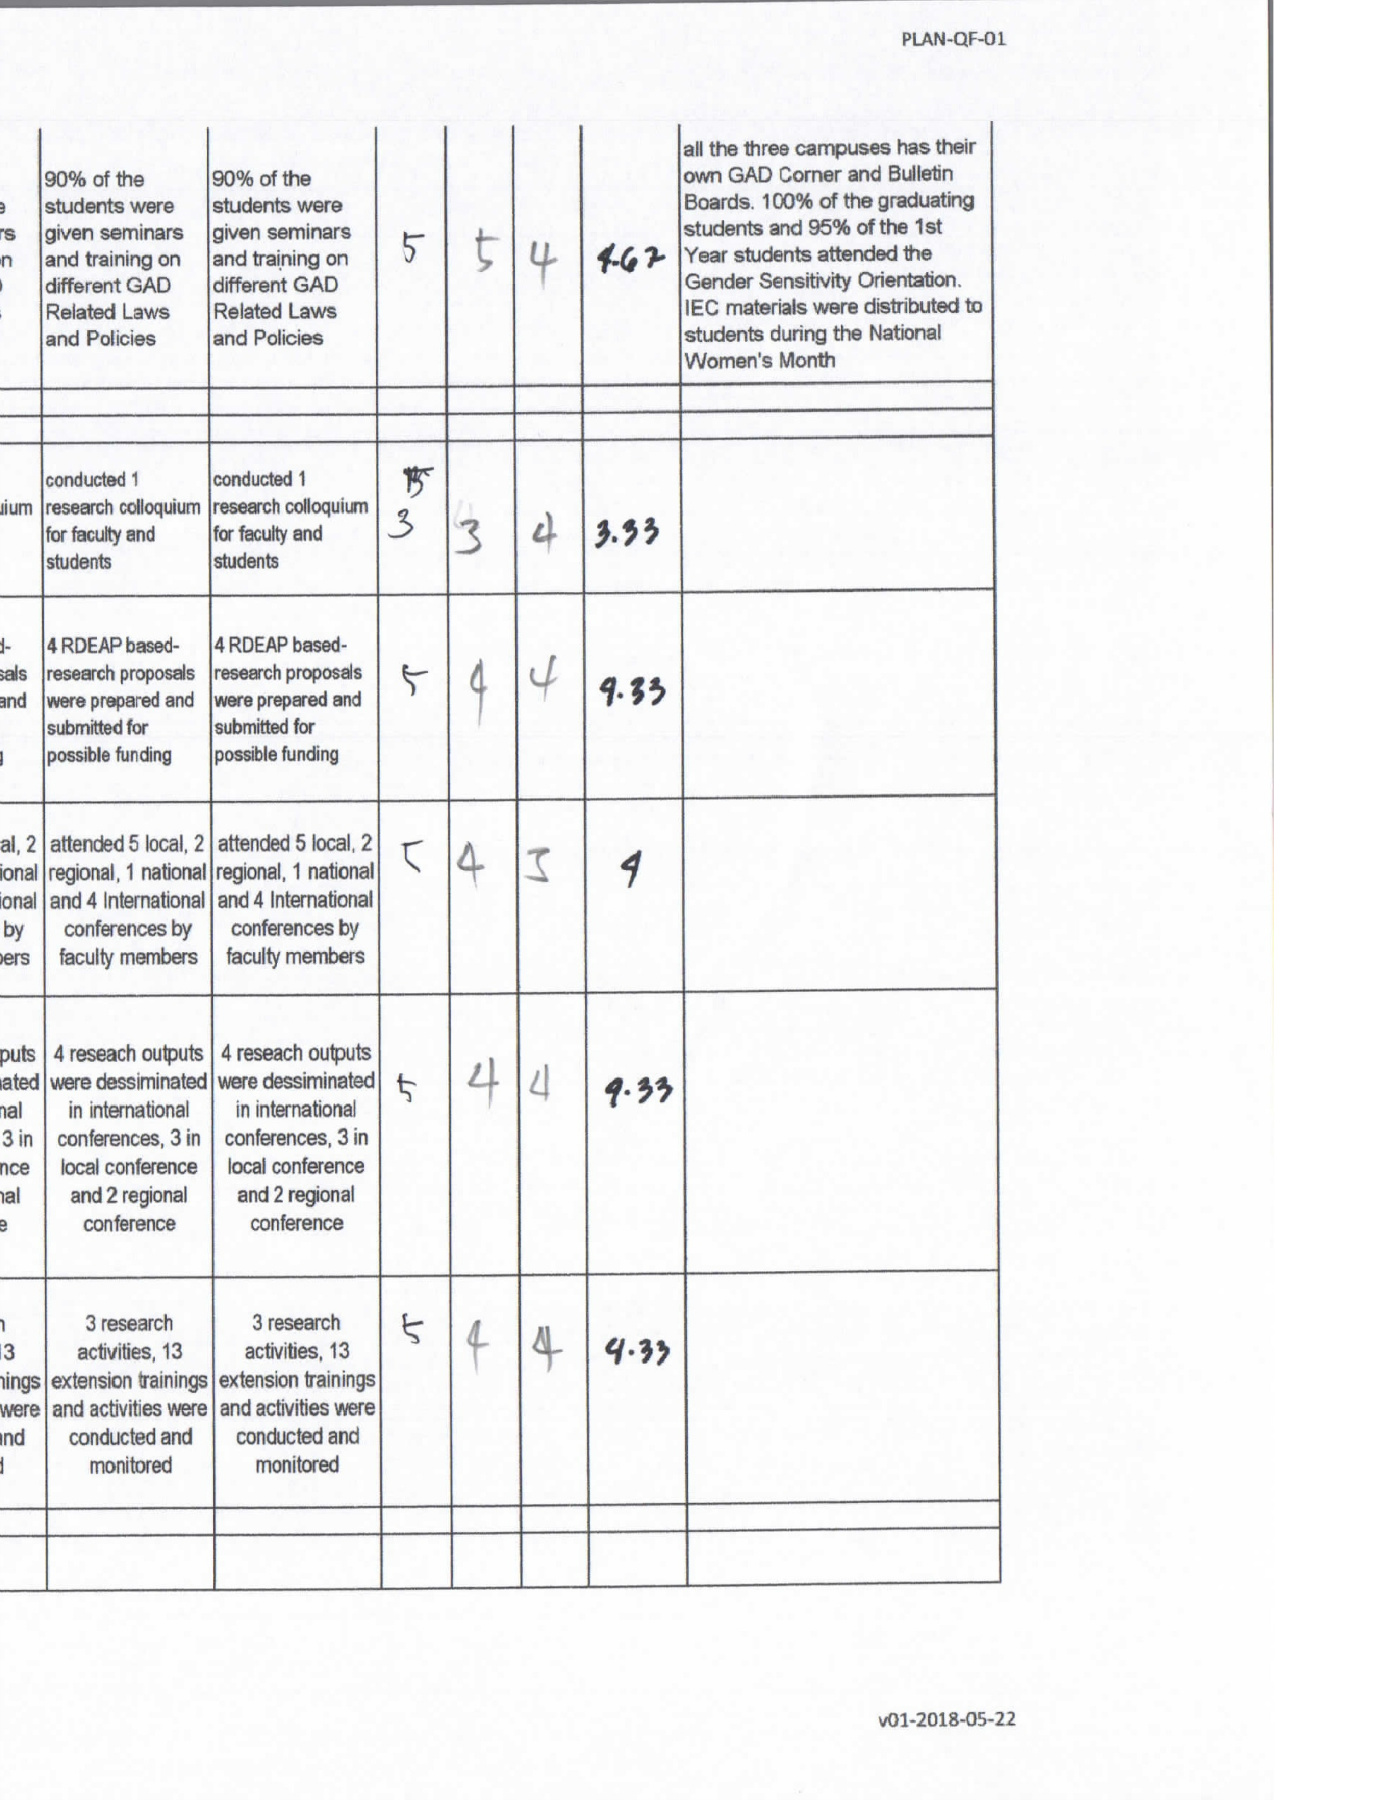 PLAN-QF-01
e
rs
n
90% of the
students were
given seminars
and training on
different GAD
Related Laws
and Policies
90% of the
students were
given seminars
and training on
different GAD
Related Laws
and Policies
5
5
4
4.67
all the three campuses has their
own GAD Corner and Bulletin
Boards. 100% of the graduating
students and 95% of the 1st
Year students attended the
Gender Sensitivity Orientation.
IEC materials were distributed to
students during the National
Women's Month
uium
conducted 1
research colloquium
for faculty and
students
conducted 1
research colloquium
for faculty and
students
3
3
4
3.33
d-
sals
and
g
4 RDEAP based-
research proposals
were prepared and
submitted for
possible funding
4 RDEAP based-
research proposals
were prepared and
submitted for
possible funding
5
4
4
4.33
al, 2
ional
ional
by
bers
attended 5 local, 2
regional, 1 national
and 4 International
conferences by
faculty members
attended 5 local, 2
regional, 1 national
and 4 International
conferences by
faculty members
5
4
3
4
puts
nated
nal
3 in
nce
nal
e
4 reseach outputs
were dessiminated
in international
conferences, 3 in
local conference
and 2 regional
conference
4 reseach outputs
were dessiminated
in international
conferences, 3 in
local conference
and 2 regional
conference
5
4
4
4.33
h
13
nings
were
and
d
3 research
activities, 13
extension trainings
and activities were
conducted and
monitored
3 research
activities, 13
extension trainings
and activities were
conducted and
monitored
5
4
4
4.33
v01-2018-05-22